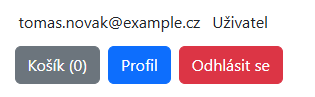 tomas.novak@example.cz Uživatel
Košík (0) Profil Odhlásit se